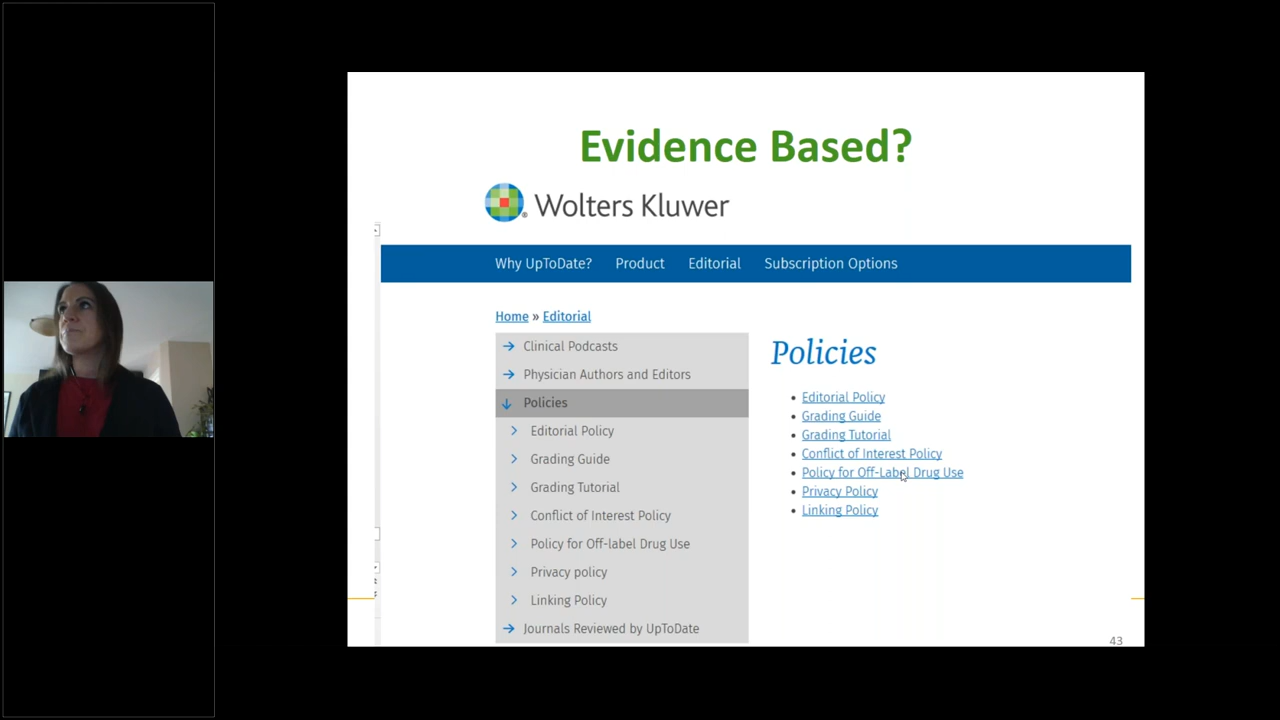 Evidence Based?
Wolters Kluwer
Why UpToDate? Product Editorial Subscription Options
Home » Editorial
Clinical Podcasts
Physician Authors and Editors
Policies
Editorial Policy
Grading Guide
Grading Tutorial
Conflict of Interest Policy
Policy for Off-label Drug Use
Privacy policy
Linking Policy
Journals Reviewed by UpToDate
Policies
• Editorial Policy
• Grading Guide
• Grading Tutorial
• Conflict of Interest Policy
• Policy for Off-Label Drug Use
• Privacy Policy
• Linking Policy
43